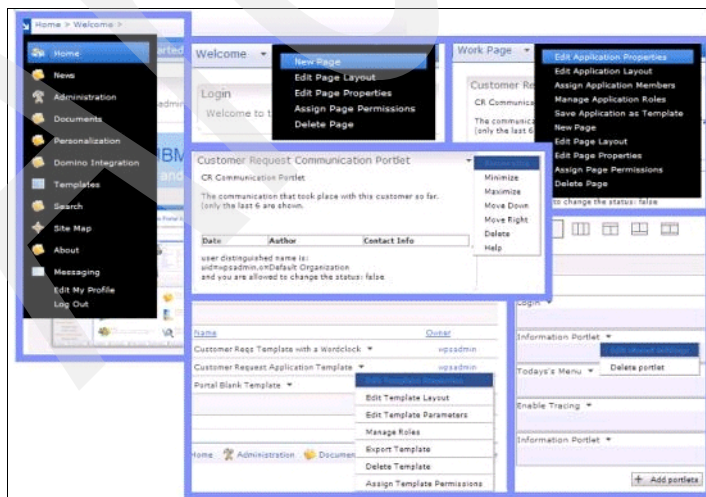 Home > Welcome >
Home
News
Administration
Documents
Personalization
Domino Integration
Templates
Search
Site Map
About
Messaging
Edit My Profile
Log Out
Welcome
New Page
Edit Page Layout
Edit Page Properties
Assign Page Permissions
Delete Page
Login
Welcome to t
Work Page
Edit Application Properties
Edit Application Layout
Assign Application Members
Manage Application Roles
Save Application as Template
New Page
Edit Page Layout
Edit Page Properties
Assign Page Permissions
Delete Page
Customer Re
CR Communica
The communica
(only the last 6
to change the status: false
Customer Request Communication Portlet
CR Communication Portlet
The communication that took place with this customer so far.
(only the last 6 are shown.
Date Author Contact Info
user distinguished name is:
uid=wpsadmin,o=Default Organization
and you are allowed to change the status: false
Minimize
Maximize
Move Down
Move Right
Delete
Help
Name Owner
Customer Reqs Template with a Wordclock wpsadmin
Customer Request Application Template wpsadmin
Portal Blank Template
Edit Template Properties
Edit Template Layout
Edit Template Parameters
Manage Roles
Export Template
Delete Template
Assign Template Permissions
Home Administration Documen
Login
Information Portlet
Delete portlet
Todays's Menu
Enable Tracing
Information Portlet
+ Add portlets